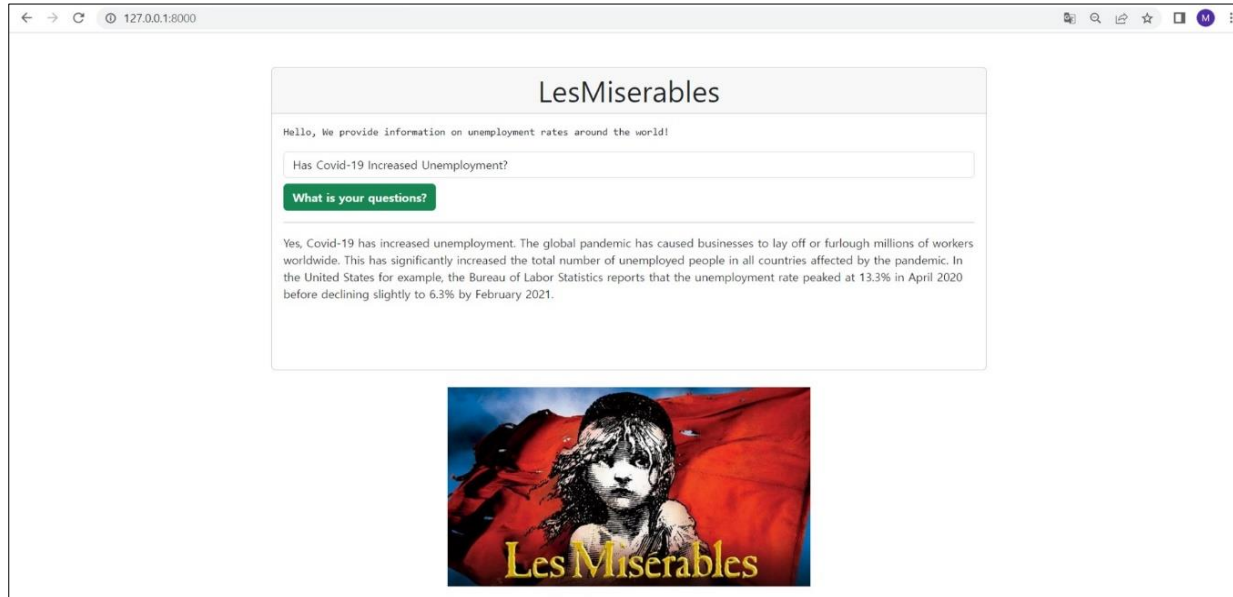 127.0.0.1:8000
M
LesMiserables
Hello, We provide information on unemployment rates around the world!
Has Covid-19 Increased Unemployment?
What is your questions?
Yes, Covid-19 has increased unemployment. The global pandemic has caused businesses to lay off or furlough millions of workers
worldwide. This has significantly increased the total number of unemployed people in all countries affected by the pandemic. In
the United States for example, the Bureau of Labor Statistics reports that the unemployment rate peaked at 13.3% in April 2020
before declining slightly to 6.3% by February 2021.
Les Misérables